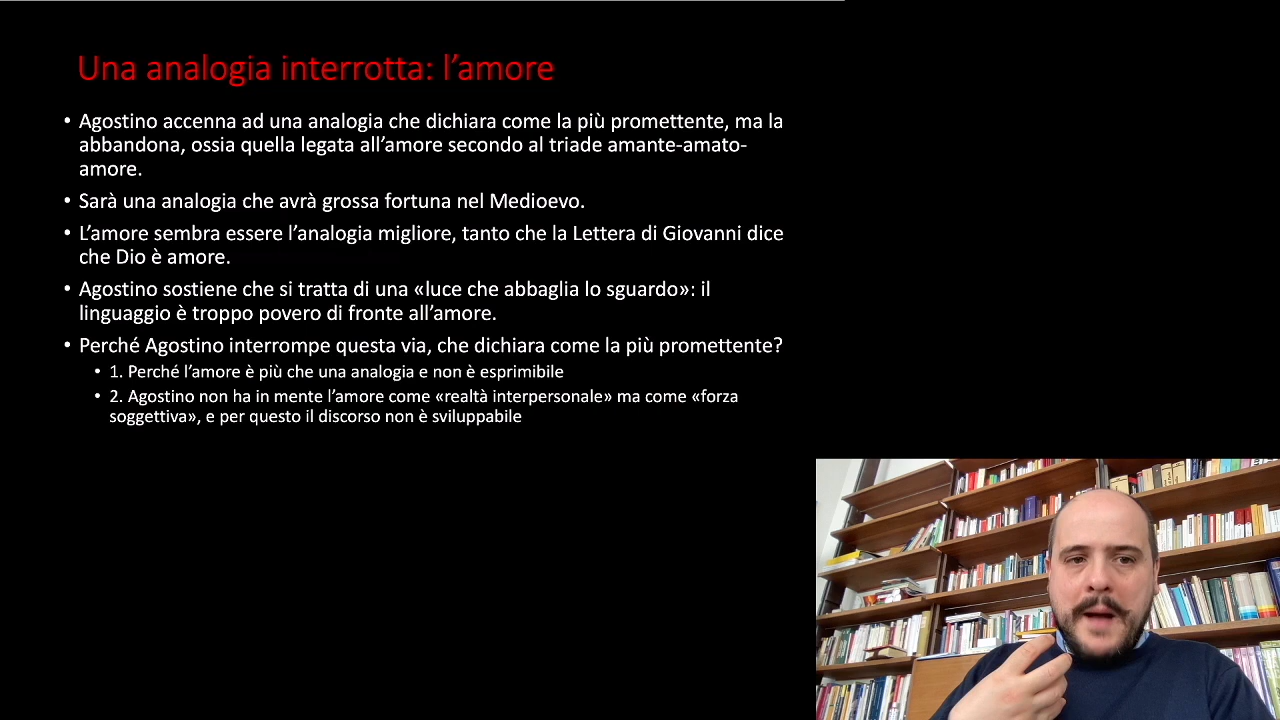 Una analogia interrotta: l’amore
• Agostino accenna ad una analogia che dichiara come la più promettente, ma la
abbandona, ossia quella legata all’amore secondo al triade amante-amato-
amore.
• Sarà una analogia che avrà grossa fortuna nel Medioevo.
• L’amore sembra essere l’analogia migliore, tanto che la Lettera di Giovanni dice
che Dio è amore.
• Agostino sostiene che si tratta di una «luce che abbaglia lo sguardo»: il
linguaggio è troppo povero di fronte all’amore.
• Perché Agostino interrompe questa via, che dichiara come la più promettente?
• 1. Perché l’amore è più che una analogia e non è esprimibile
• 2. Agostino non ha in mente l’amore come «realtà interpersonale» ma come «forza
soggettiva», e per questo il discorso non è sviluppabile